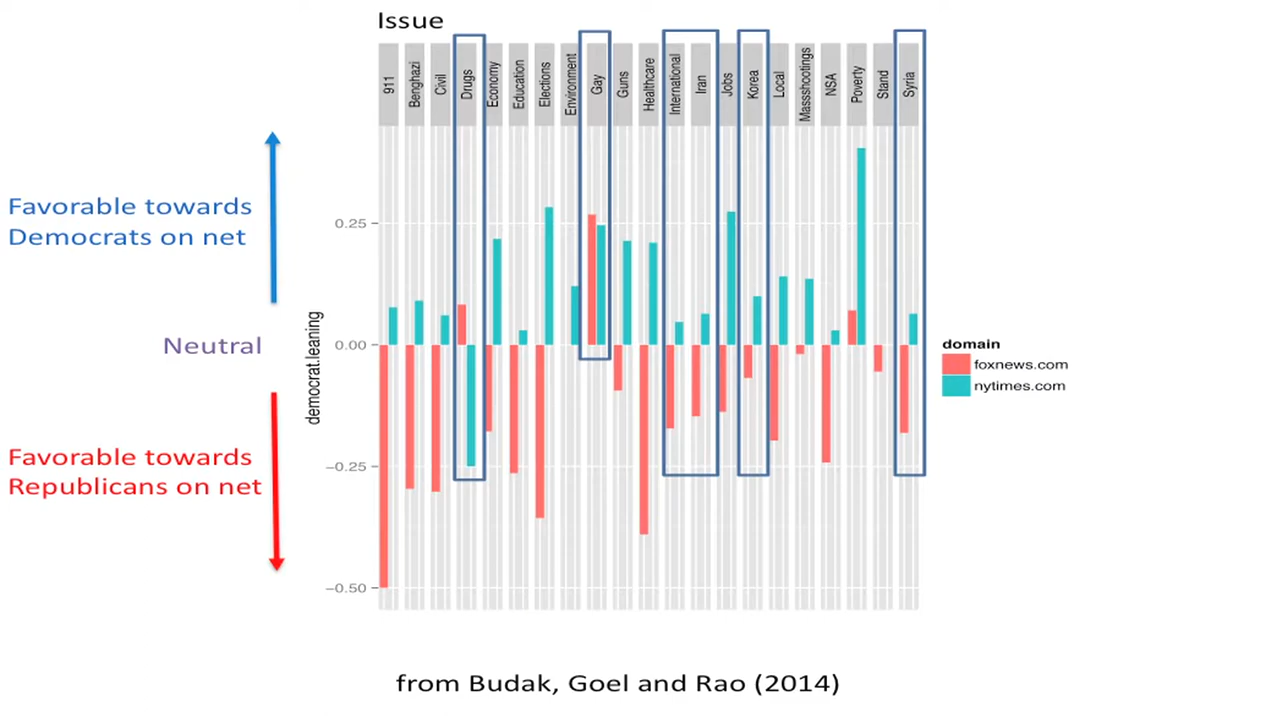 Issue
911
Benghazi
Civil
Drugs
Economy
Education
Elections
Environment
Gay
Guns
Healthcare
International
Iran
Jobs
Korea
Local
Massshootings
NSA
Poverty
Stand
Syria
Favorable towards
Democrats on net
Neutral
Favorable towards
Republicans on net
democrat.leaning
0.25
0.00
−0.25
−0.50
domain
foxnews.com
nytimes.com
from Budak, Goel and Rao (2014)